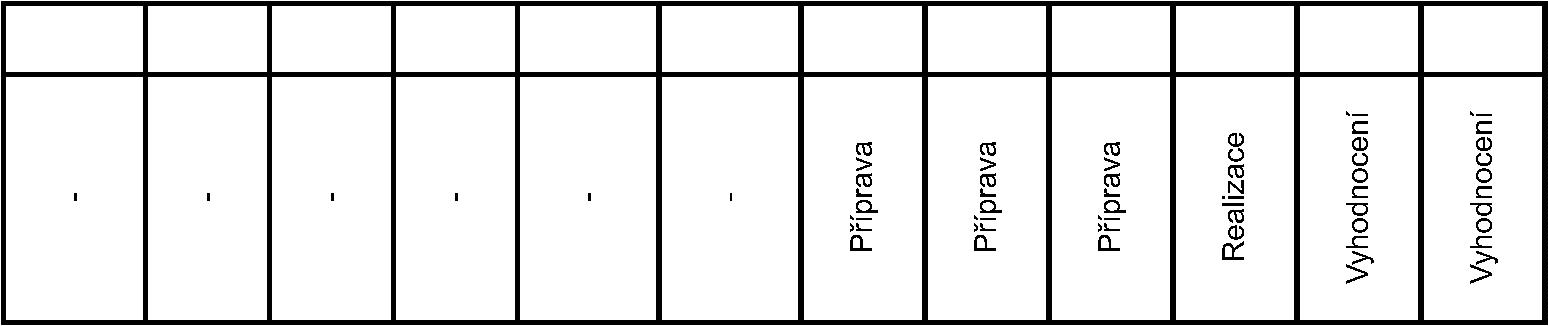 -
-
-
-
-
-
Příprava
Příprava
Příprava
Realizace
Vyhodnocení
Vyhodnocení